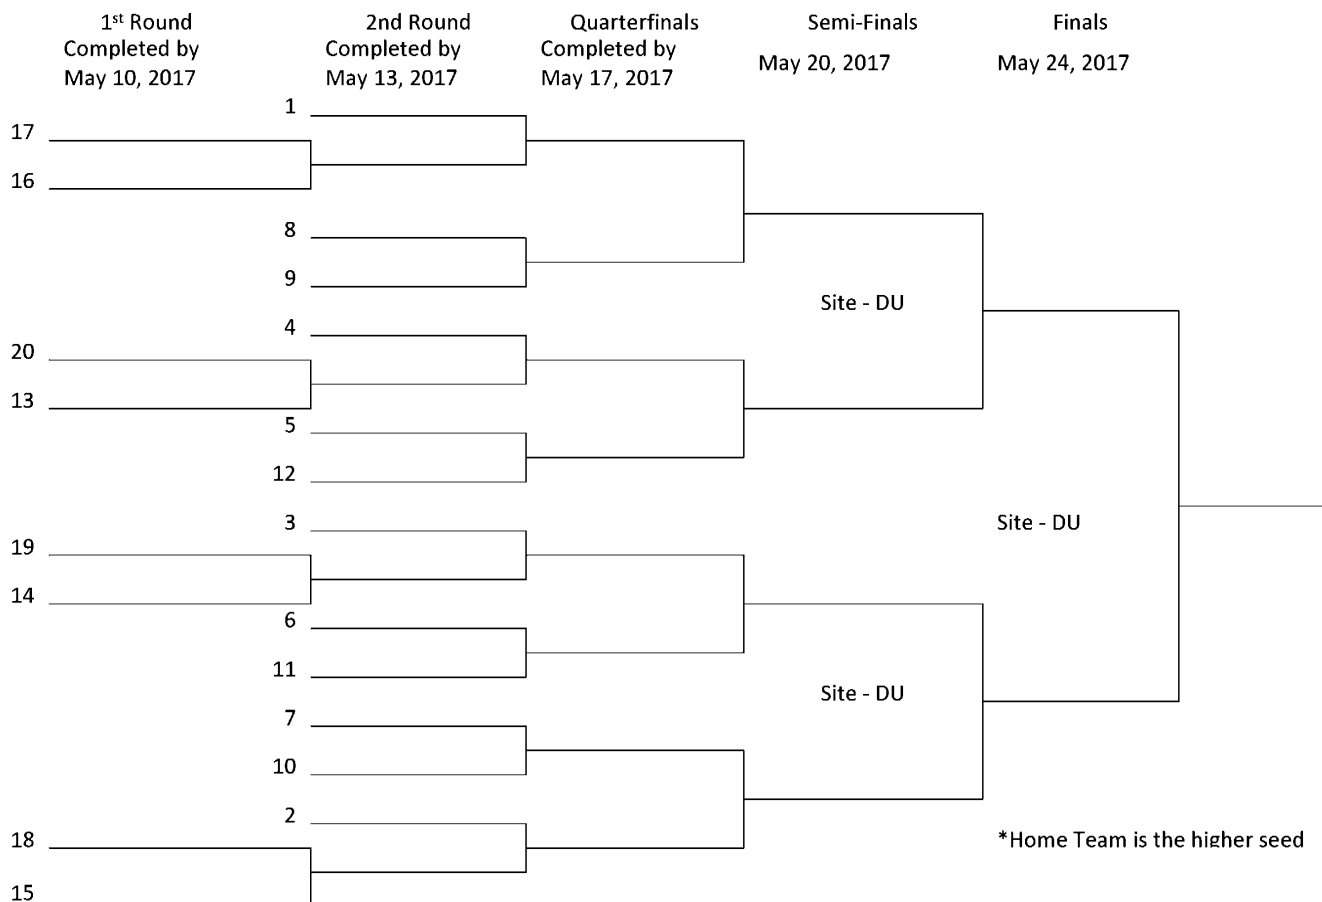 1st Round
Completed by
May 10, 2017
2nd Round
Completed by
May 13, 2017
Quarterfinals
Completed by
May 17, 2017
Semi-Finals
May 20, 2017
Finals
May 24, 2017
1
17
16
8
9
4
20
13
5
12
3
19
14
6
11
7
10
2
18
15
Site - DU
Site - DU
Site - DU
*Home Team is the higher seed